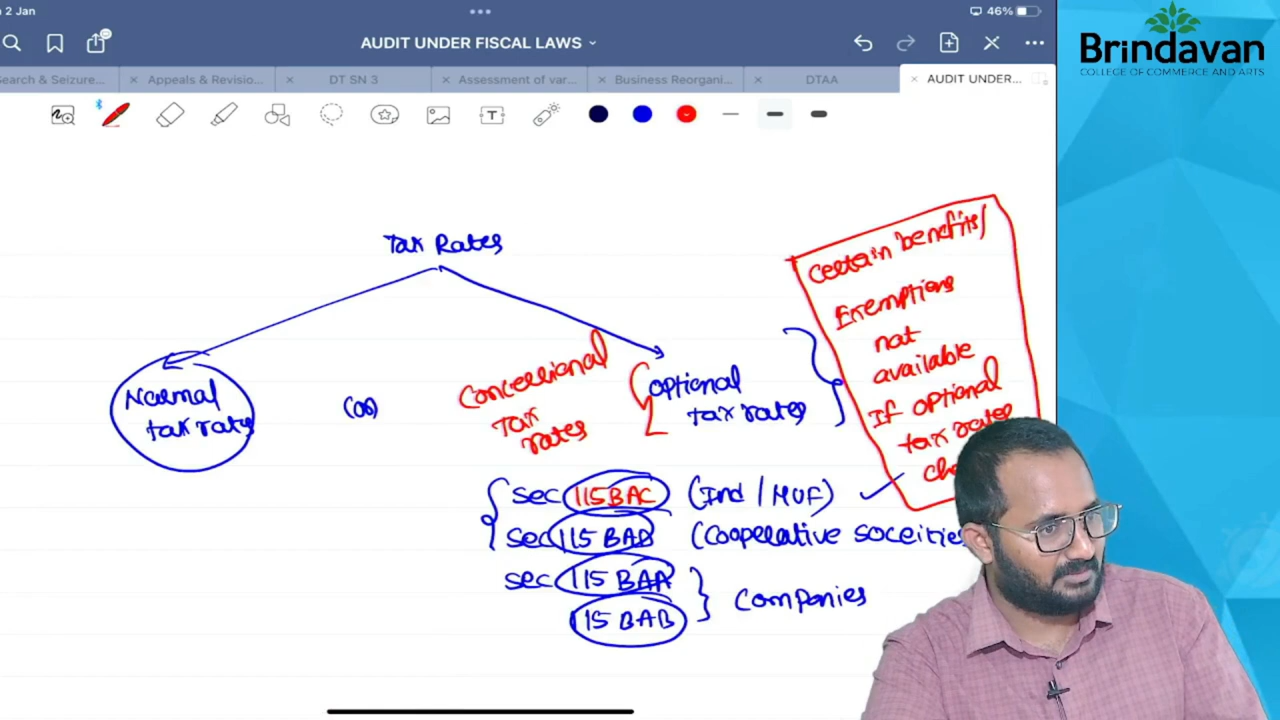 2 Jan
46%
AUDIT UNDER FISCAL LAWS
Brindavan
COLLEGE OF COMMERCE AND ARTS
earch & Seizure...
Appeals & Revisio...
DT SN 3
Assessment of var...
Business Reorgani...
DTAA
AUDIT UNDER...
Tax Rates
Normal
tax rates
(or)
Concessional
Tax
rates
optional
tax rates
Certain benefits/
Exemptions
not
available
If optional
tax rates
sec 115BAC (Ind / HUF)
sec 115 BAD (Cooperative soceities
sec 115 BAA
115 BAB
Companies